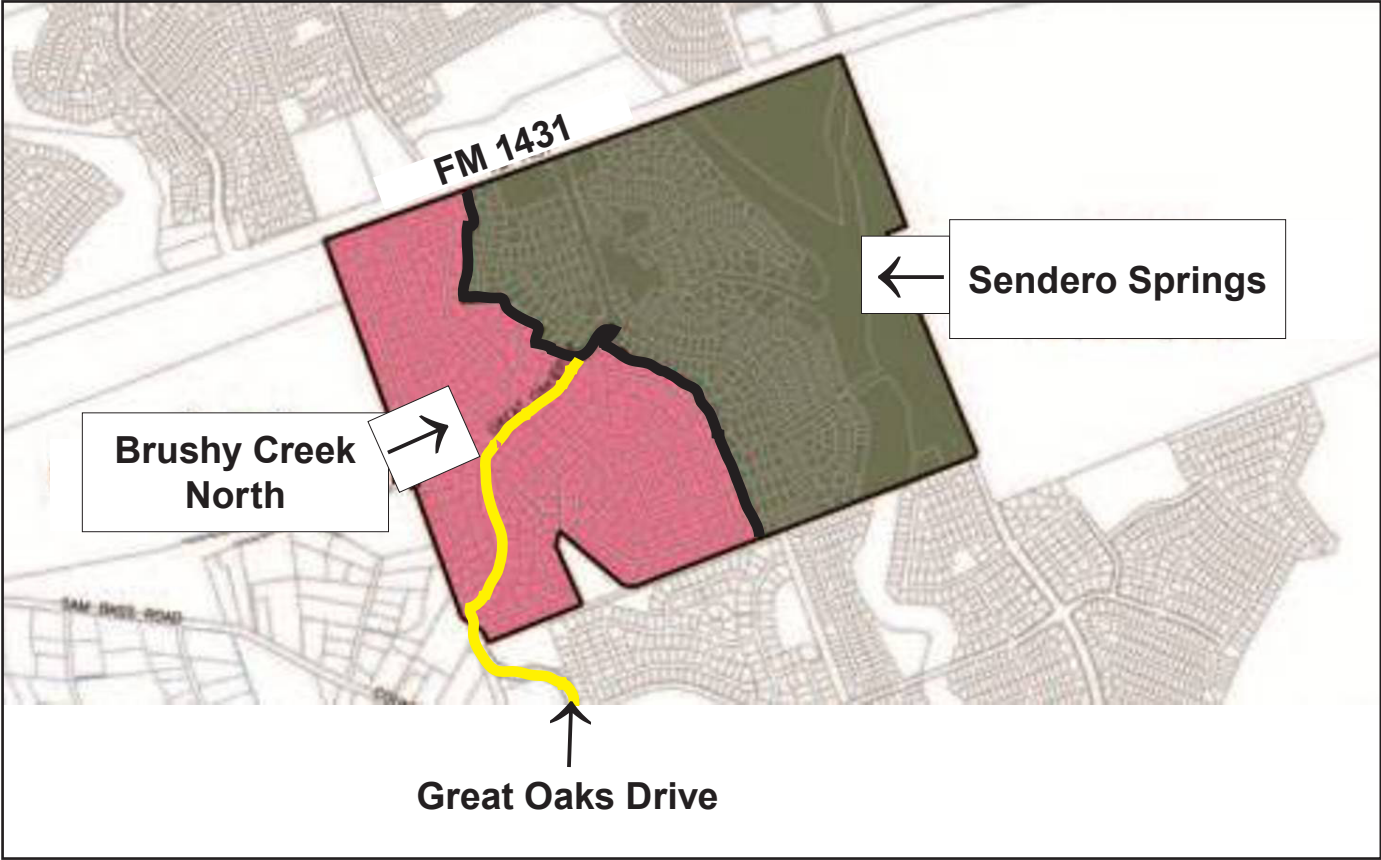 FM 1431
Sendero Springs
Brushy Creek
North
SAM BASS ROAD
Great Oaks Drive